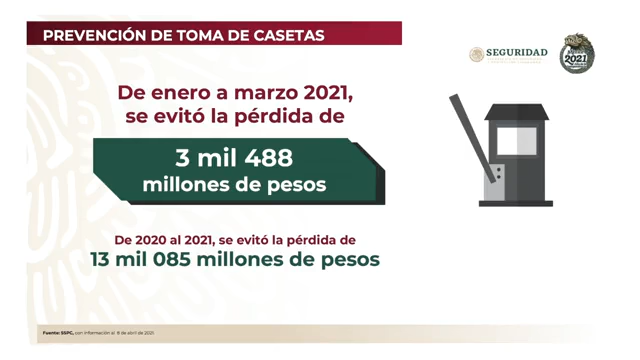 PREVENCIÓN DE TOMA DE CASETAS
SEGURIDAD
2021
De enero a marzo 2021,
se evitó la pérdida de
3 mil 488
millones de pesos
De 2020 al 2021, se evitó la pérdida de
13 mil 085 millones de pesos
Fuente: SSPC, con información al 8 de abril de 2021